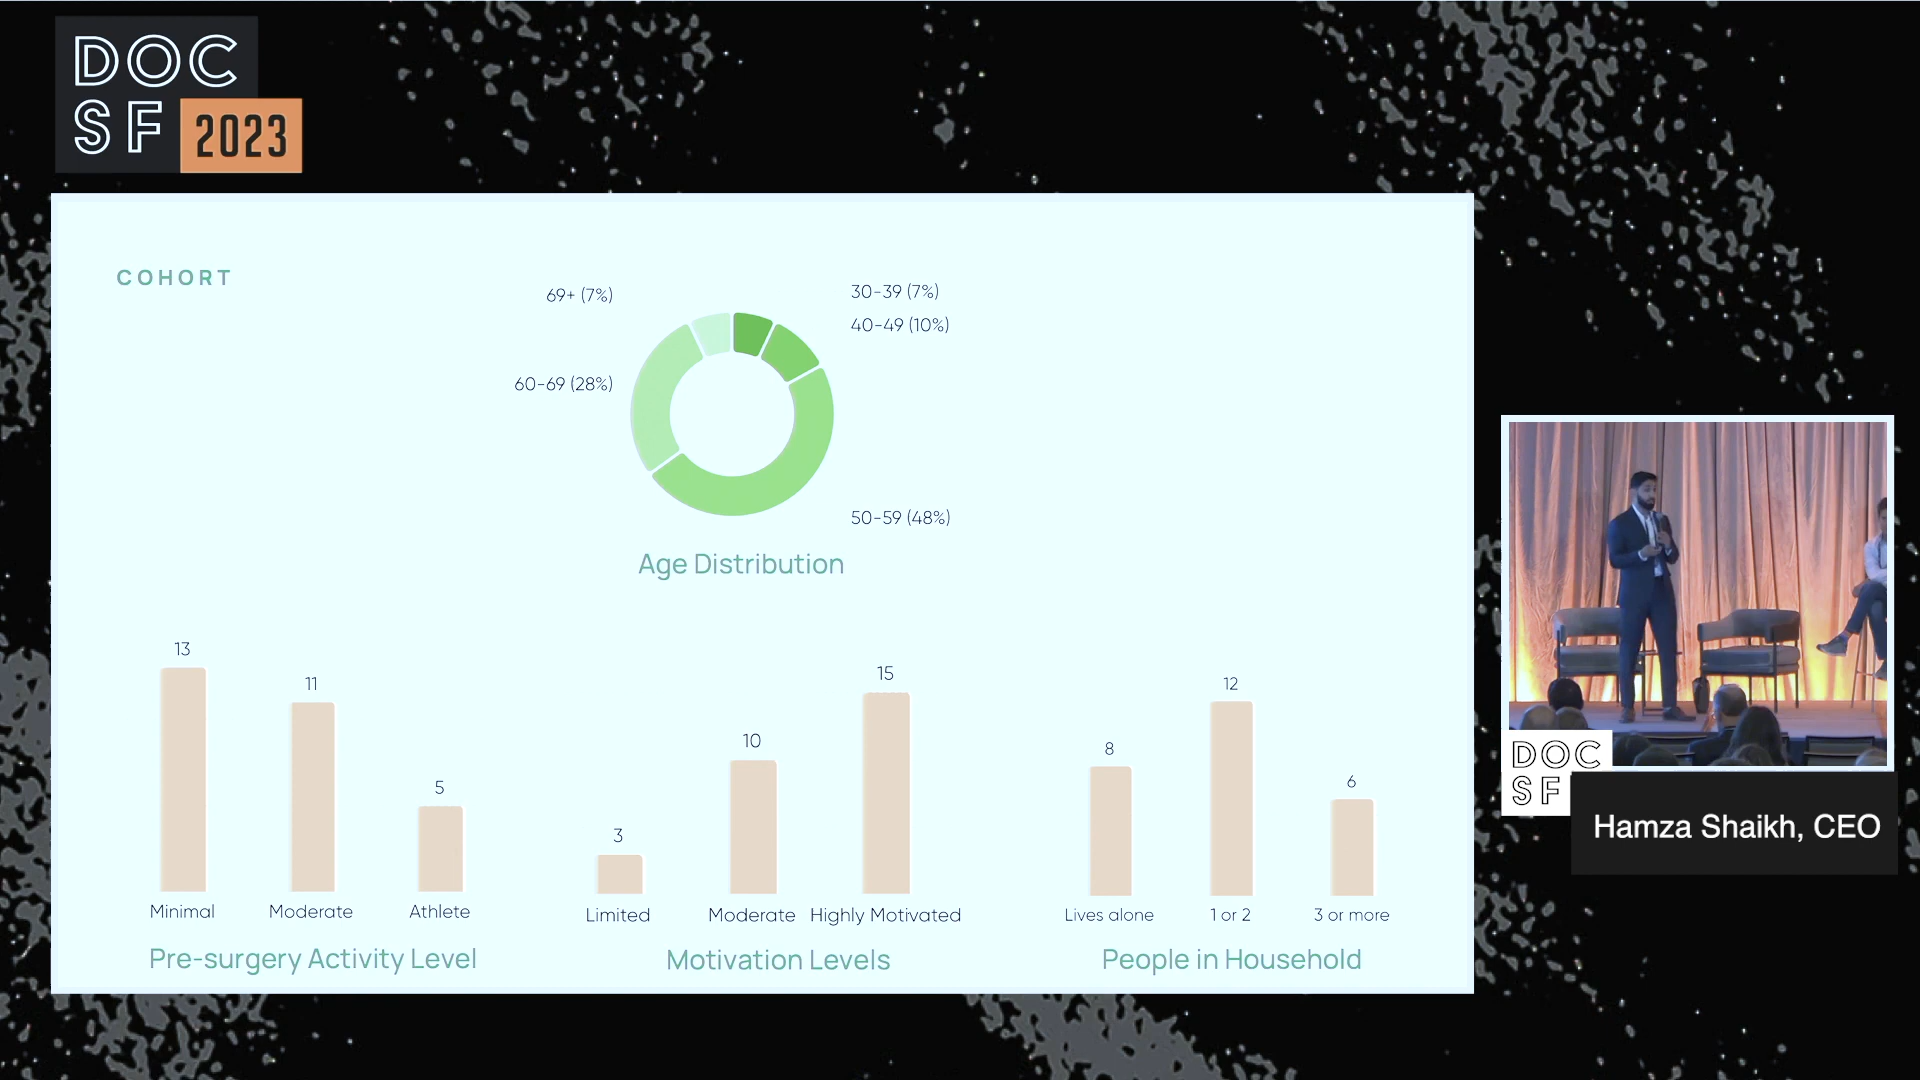 DOC
SF 2023
COHORT
69+ (7%)
30-39 (7%)
40-49 (10%)
60-69 (28%)
50-59 (48%)
Age Distribution
13
11
5
Minimal
Moderate
Athlete
Pre-surgery Activity Level
3
10
15
Limited
Moderate
Highly Motivated
Motivation Levels
8
12
6
Lives alone
1 or 2
3 or more
People in Household
DOC
SF
Hamza Shaikh, CEO